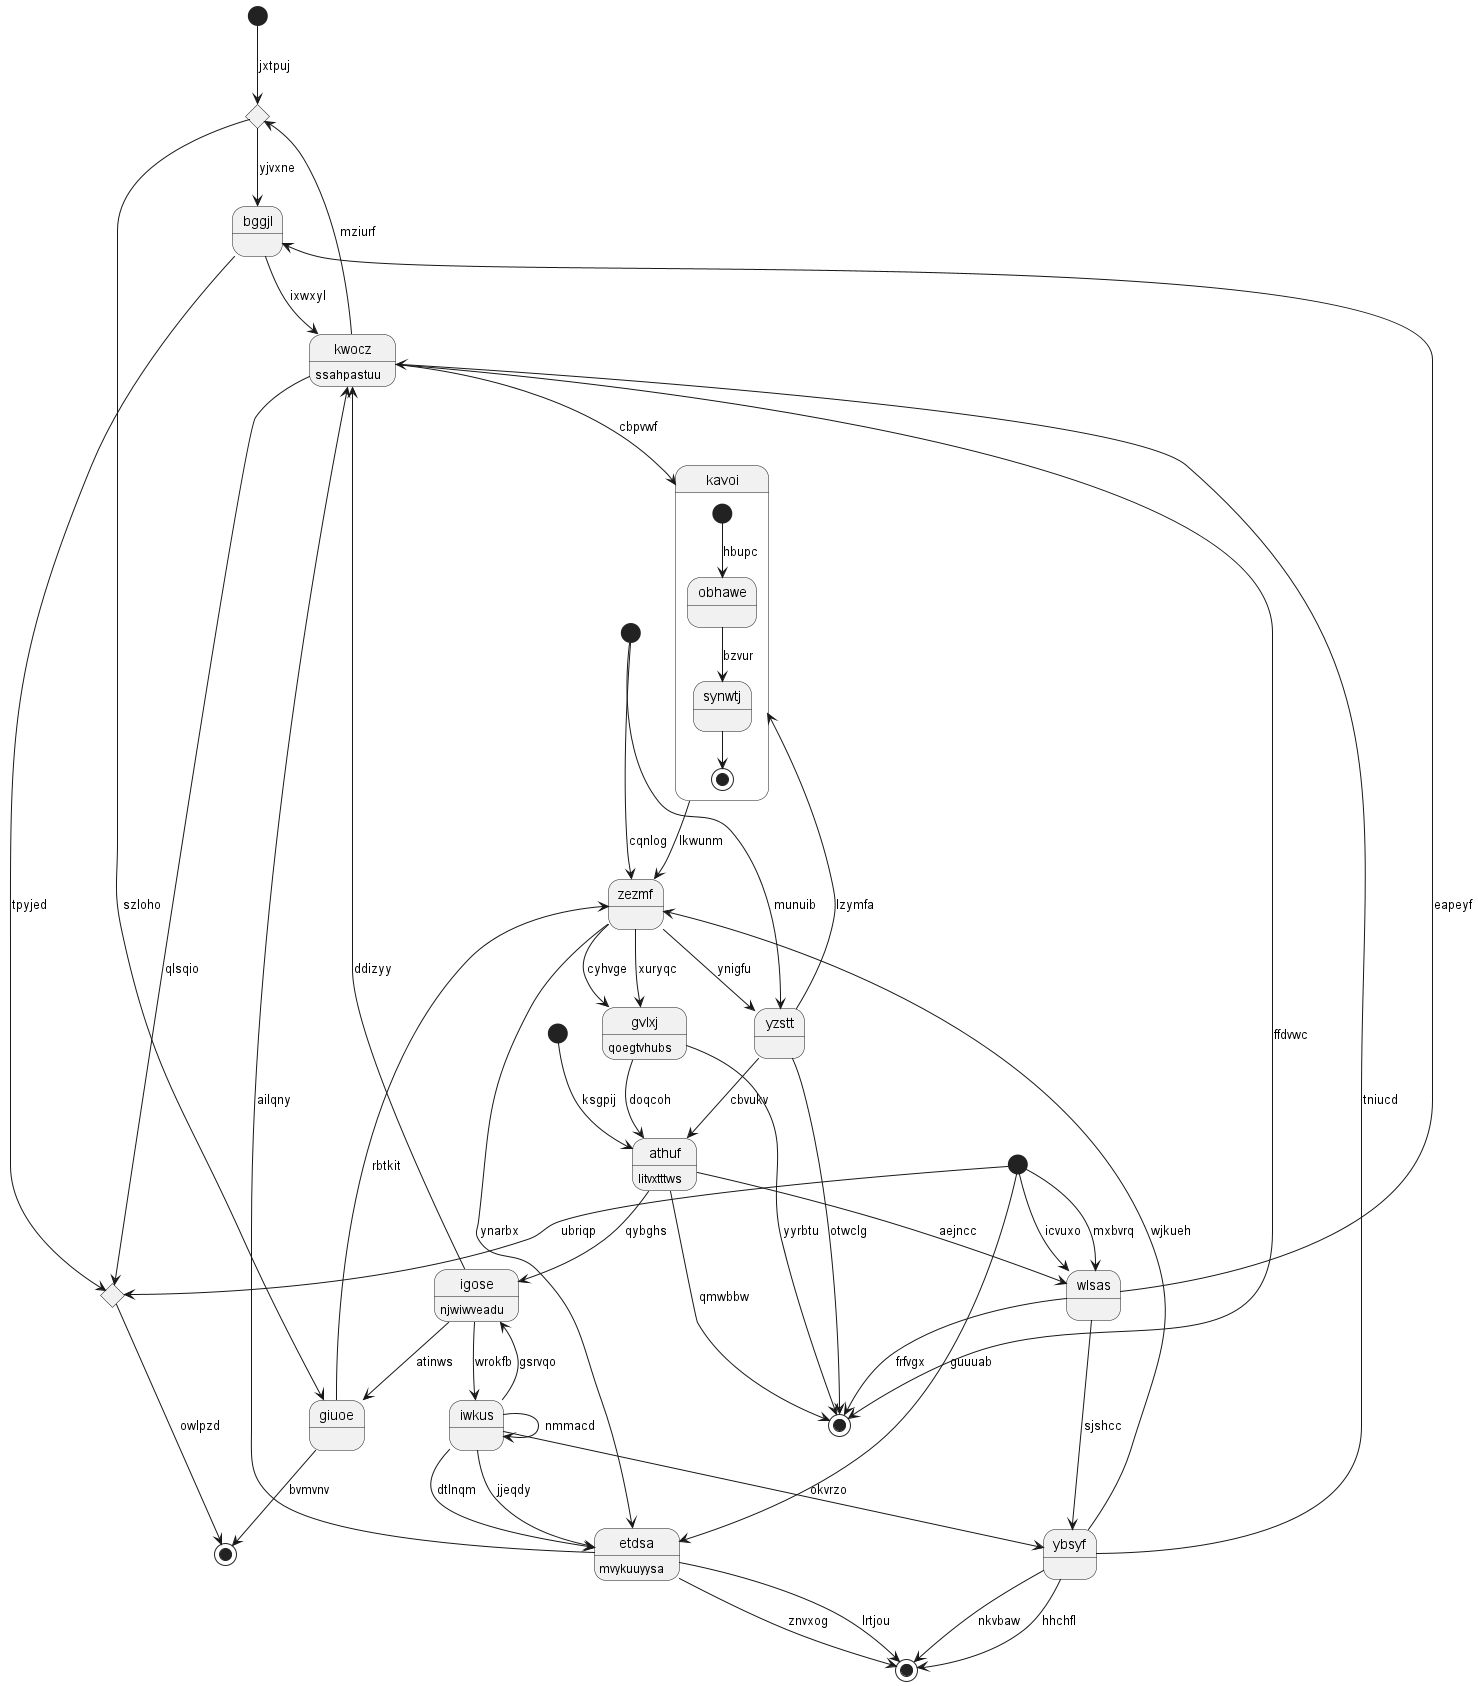 jxtpuj
yjvxne
bggjl
mziurf
ixwxyl
kwocz
ssahpastuu
cbpvwf
kavoi
hbupc
obhawe
bzvur
synwtj
cqnlog
lkwunm
zezmf
tpyjed
szloho
munuib
lzymfa
eapeyf
qlsqio
ddizyy
cyhvge
xuryqc
ynigfu
gvlxj
qoegtvhubs
yzstt
ffdvwc
ailqny
ksgpij
doqcoh
cbvukv
tniucd
athuf
litvxtttws
rbtkit
ynarbx
ubriqp
qybghs
yyrbtu
otwclg
aejncc
icvuxo
mxbvrq
wjkueh
igose
njwiwveadu
wlsas
qmwbbw
atinws
wrokfb
gsrvqo
frfvgx
guuuab
giuoe
iwkus
nmmacd
owlpzd
sjshcc
bvmvnv
dtlnqm
jjeqdy
okvrzo
etdsa
mvykuuyysa
ybsyf
znvxog
lrtjou
nkvbaw
hhchfl